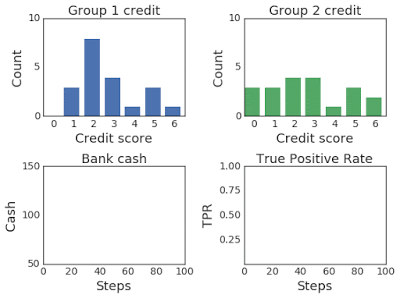 Group 1 credit
10
5
0
Count
0 1 2 3 4 5 6
Credit score
Group 2 credit
10
5
0
Count
0 1 2 3 4 5 6
Credit score
Bank cash
150
100
50
Cash
0 20 40 60 80 100
Steps
True Positive Rate
1.00
0.75
0.50
0.25
TPR
0 20 40 60 80 100
Steps